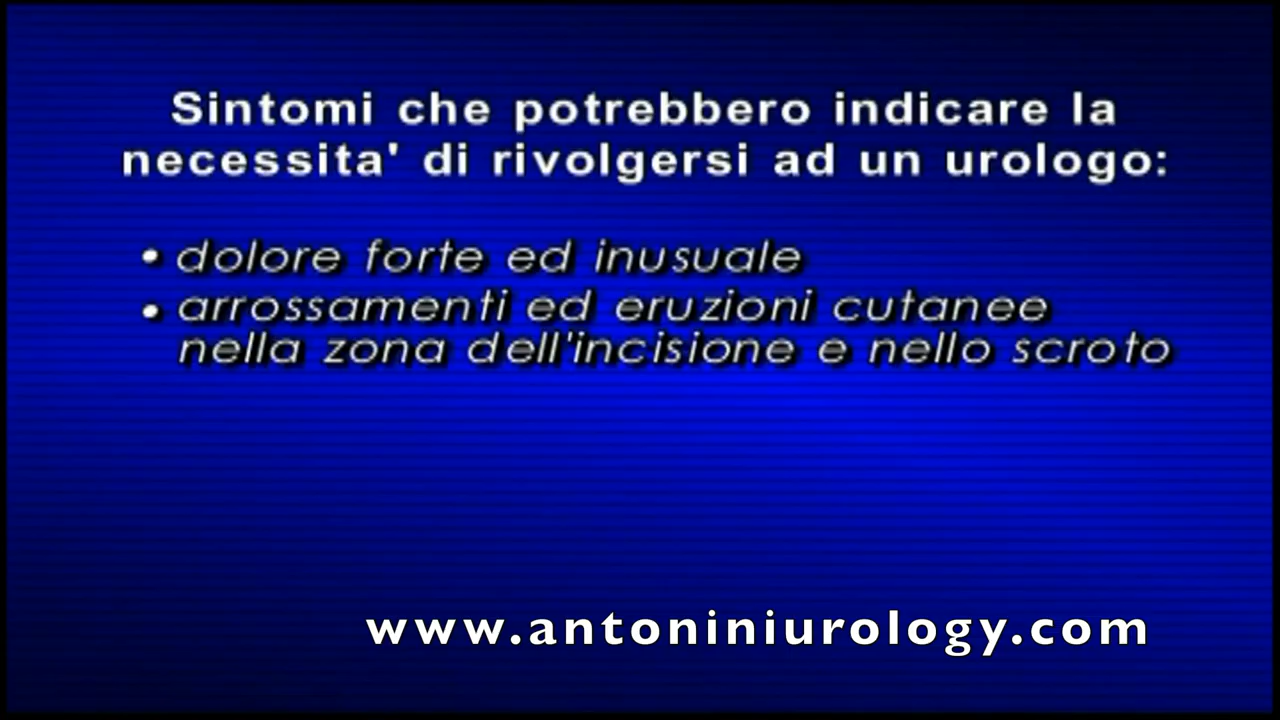 Sintomi che potrebbero indicare la
necessita' di rivolgersi ad un urologo:
• dolore forte ed inusuale
• arrossamenti ed eruzioni cutanee
nella zona dell'incisione e nello scroto
www.antoniniurology.com